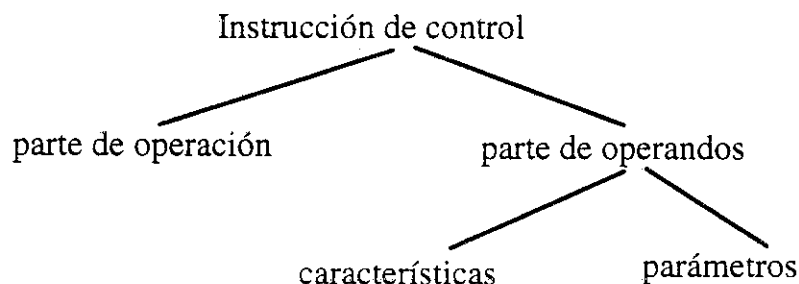 Instrucción de control
parte de operación
parte de operandos
características
parámetros